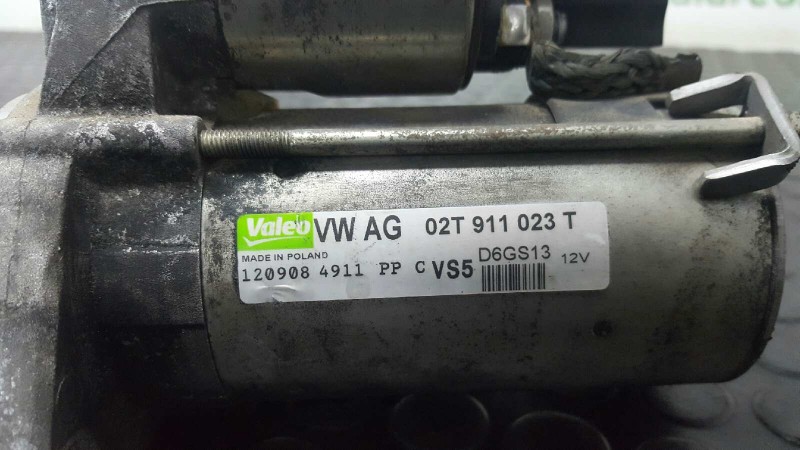 Valeo VW AG 02T 911 023 T
MADE IN POLAND
120908 4911 PP C VS5 D6GS13 12V